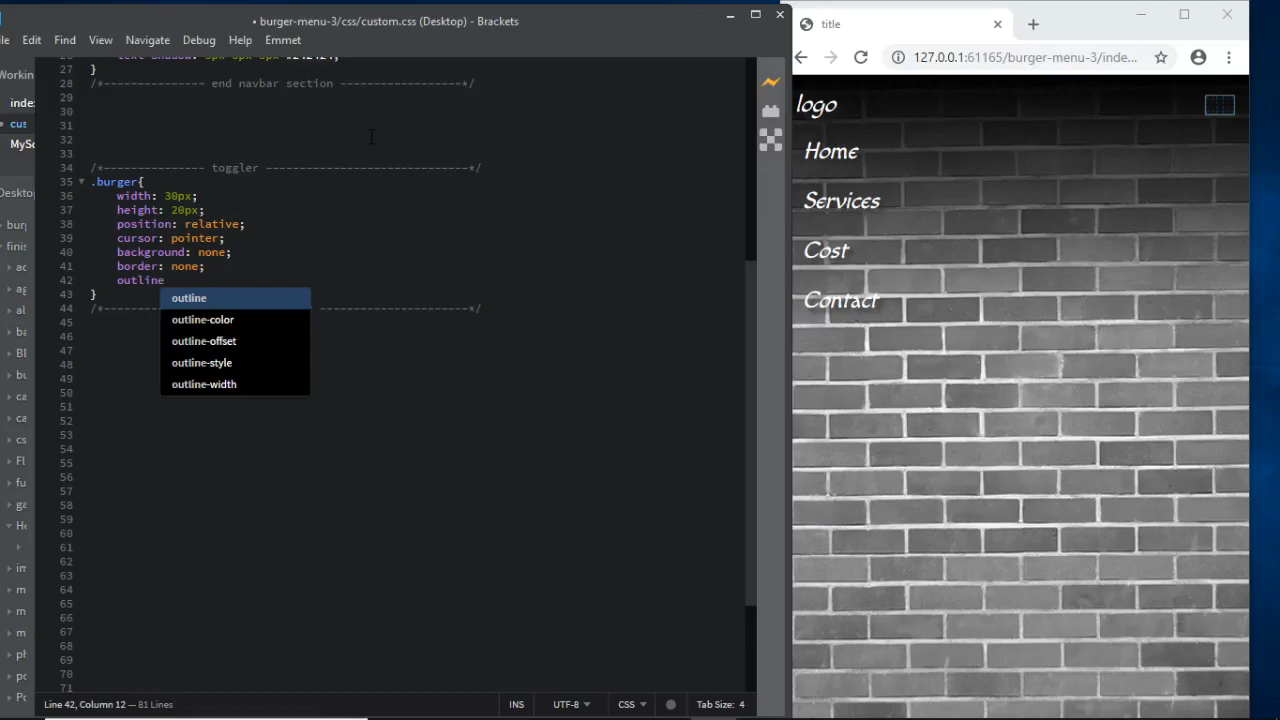 • burger-menu-3/css/custom.css (Desktop) - Brackets
Edit Find View Navigate Debug Help Emmet
27 }
28 /*--------------- end navbar section --------------------*/
29
30
31
32
33
34 /*--------------- toggler ------------------------------*/
35 .burger{
36 width: 30px;
37 height: 20px;
38 position: relative;
39 cursor: pointer;
40 background: none;
41 border: none;
42 outline
43 }
44 /*-------- ----------------------*/
45
46
47
48
49
50
51
52
53
54
55
56
57
58
59
60
61
62
63
64
65
66
67
68
69
70
71
outline
outline-color
outline-offset
outline-style
outline-width
Line 42, Column 12 — 81 Lines
INS UTF-8 CSS Tab Size: 4
title
127.0.0.1:61165/burger-menu-3/inde...
logo
Home
Services
Cost
Contact